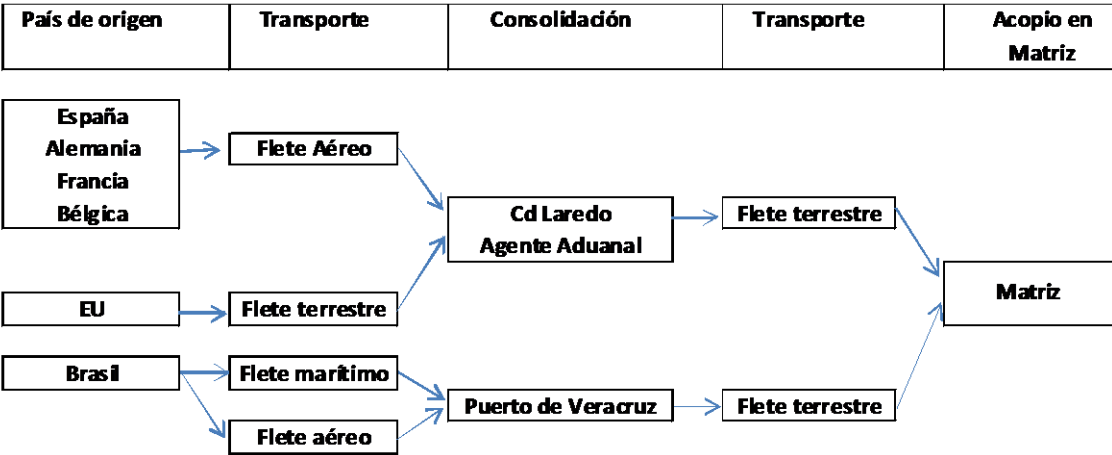 País de origen
Transporte
Consolidación
Transporte
Acopio en
Matriz
España
Alemania
Francia
Bélgica
Flete Aéreo
Cd Laredo
Agente Aduanal
Flete terrestre
EU
Flete terrestre
Matriz
Brasil
Flete marítimo
Flete aéreo
Puerto de Veracruz
Flete terrestre